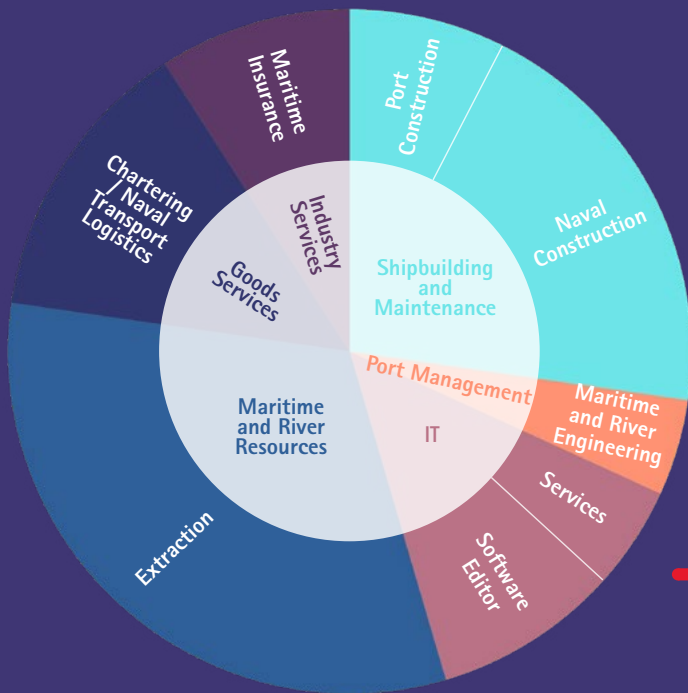 Maritime
Insurance
Port
Construction
Chartering
/ Naval
Transport
Logistics
Naval
Construction
Industry
Services
Goods
Services
Shipbuilding
and
Maintenance
Port Management
Maritime
and River
Engineering
Maritime
and River
Resources
IT
Services
Extraction
Software
Editor